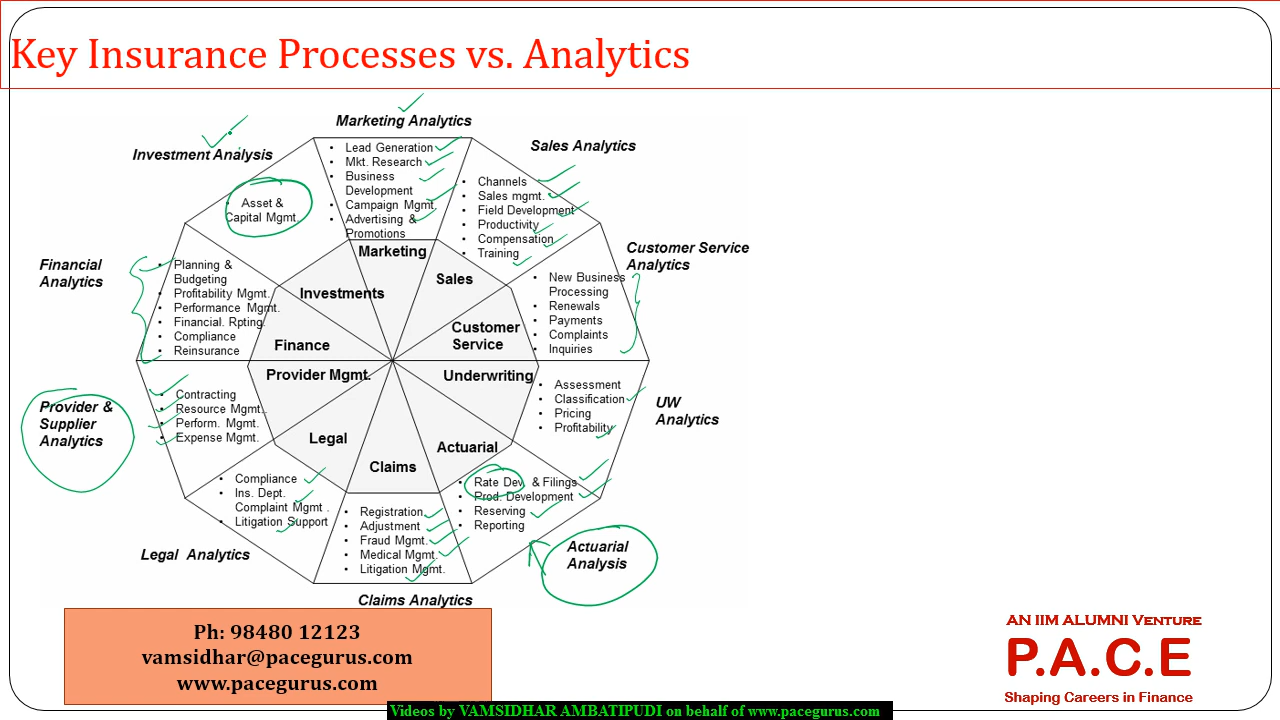 Key Insurance Processes vs. Analytics
Marketing Analytics
• Lead Generation
• Mkt. Research
• Business
Development
• Campaign Mgmt.
• Advertising &
Promotions
Marketing
Sales Analytics
• Channels
• Sales mgmt.
• Field Development
• Productivity
• Compensation
• Training
Sales
Customer Service
Analytics
• New Business
Processing
• Renewals
• Payments
• Complaints
• Inquiries
Customer
Service
UW
Analytics
• Assessment
• Classification
• Pricing
• Profitability
Underwriting
Actuarial
Analysis
• Rate Dev. & Filings
• Prod. Development
• Reserving
• Reporting
Actuarial
Claims Analytics
• Registration
• Adjustment
• Fraud Mgmt.
• Medical Mgmt.
• Litigation Mgmt.
Claims
Legal Analytics
• Compliance
• Ins. Dept.
Complaint Mgmt .
• Litigation Support
Legal
Provider &
Supplier
Analytics
• Contracting
• Resource Mgmt..
• Perform. Mgmt.
• Expense Mgmt.
Provider Mgmt.
Financial
Analytics
• Planning &
Budgeting
• Profitability Mgmt.
• Performance Mgmt.
• Financial. Rpting.
• Compliance
• Reinsurance
Finance
Investment Analysis
• Asset &
Capital Mgmt.
Investments
Ph: 98480 12123
vamsidhar@pacegurus.com
www.pacegurus.com
AN IIM ALUMNI VENTURE
P.A.C.E
Shaping Careers in Finance
Videos by VAMSIDHAR AMBATIPUDI on behalf of www.pacegurus.com